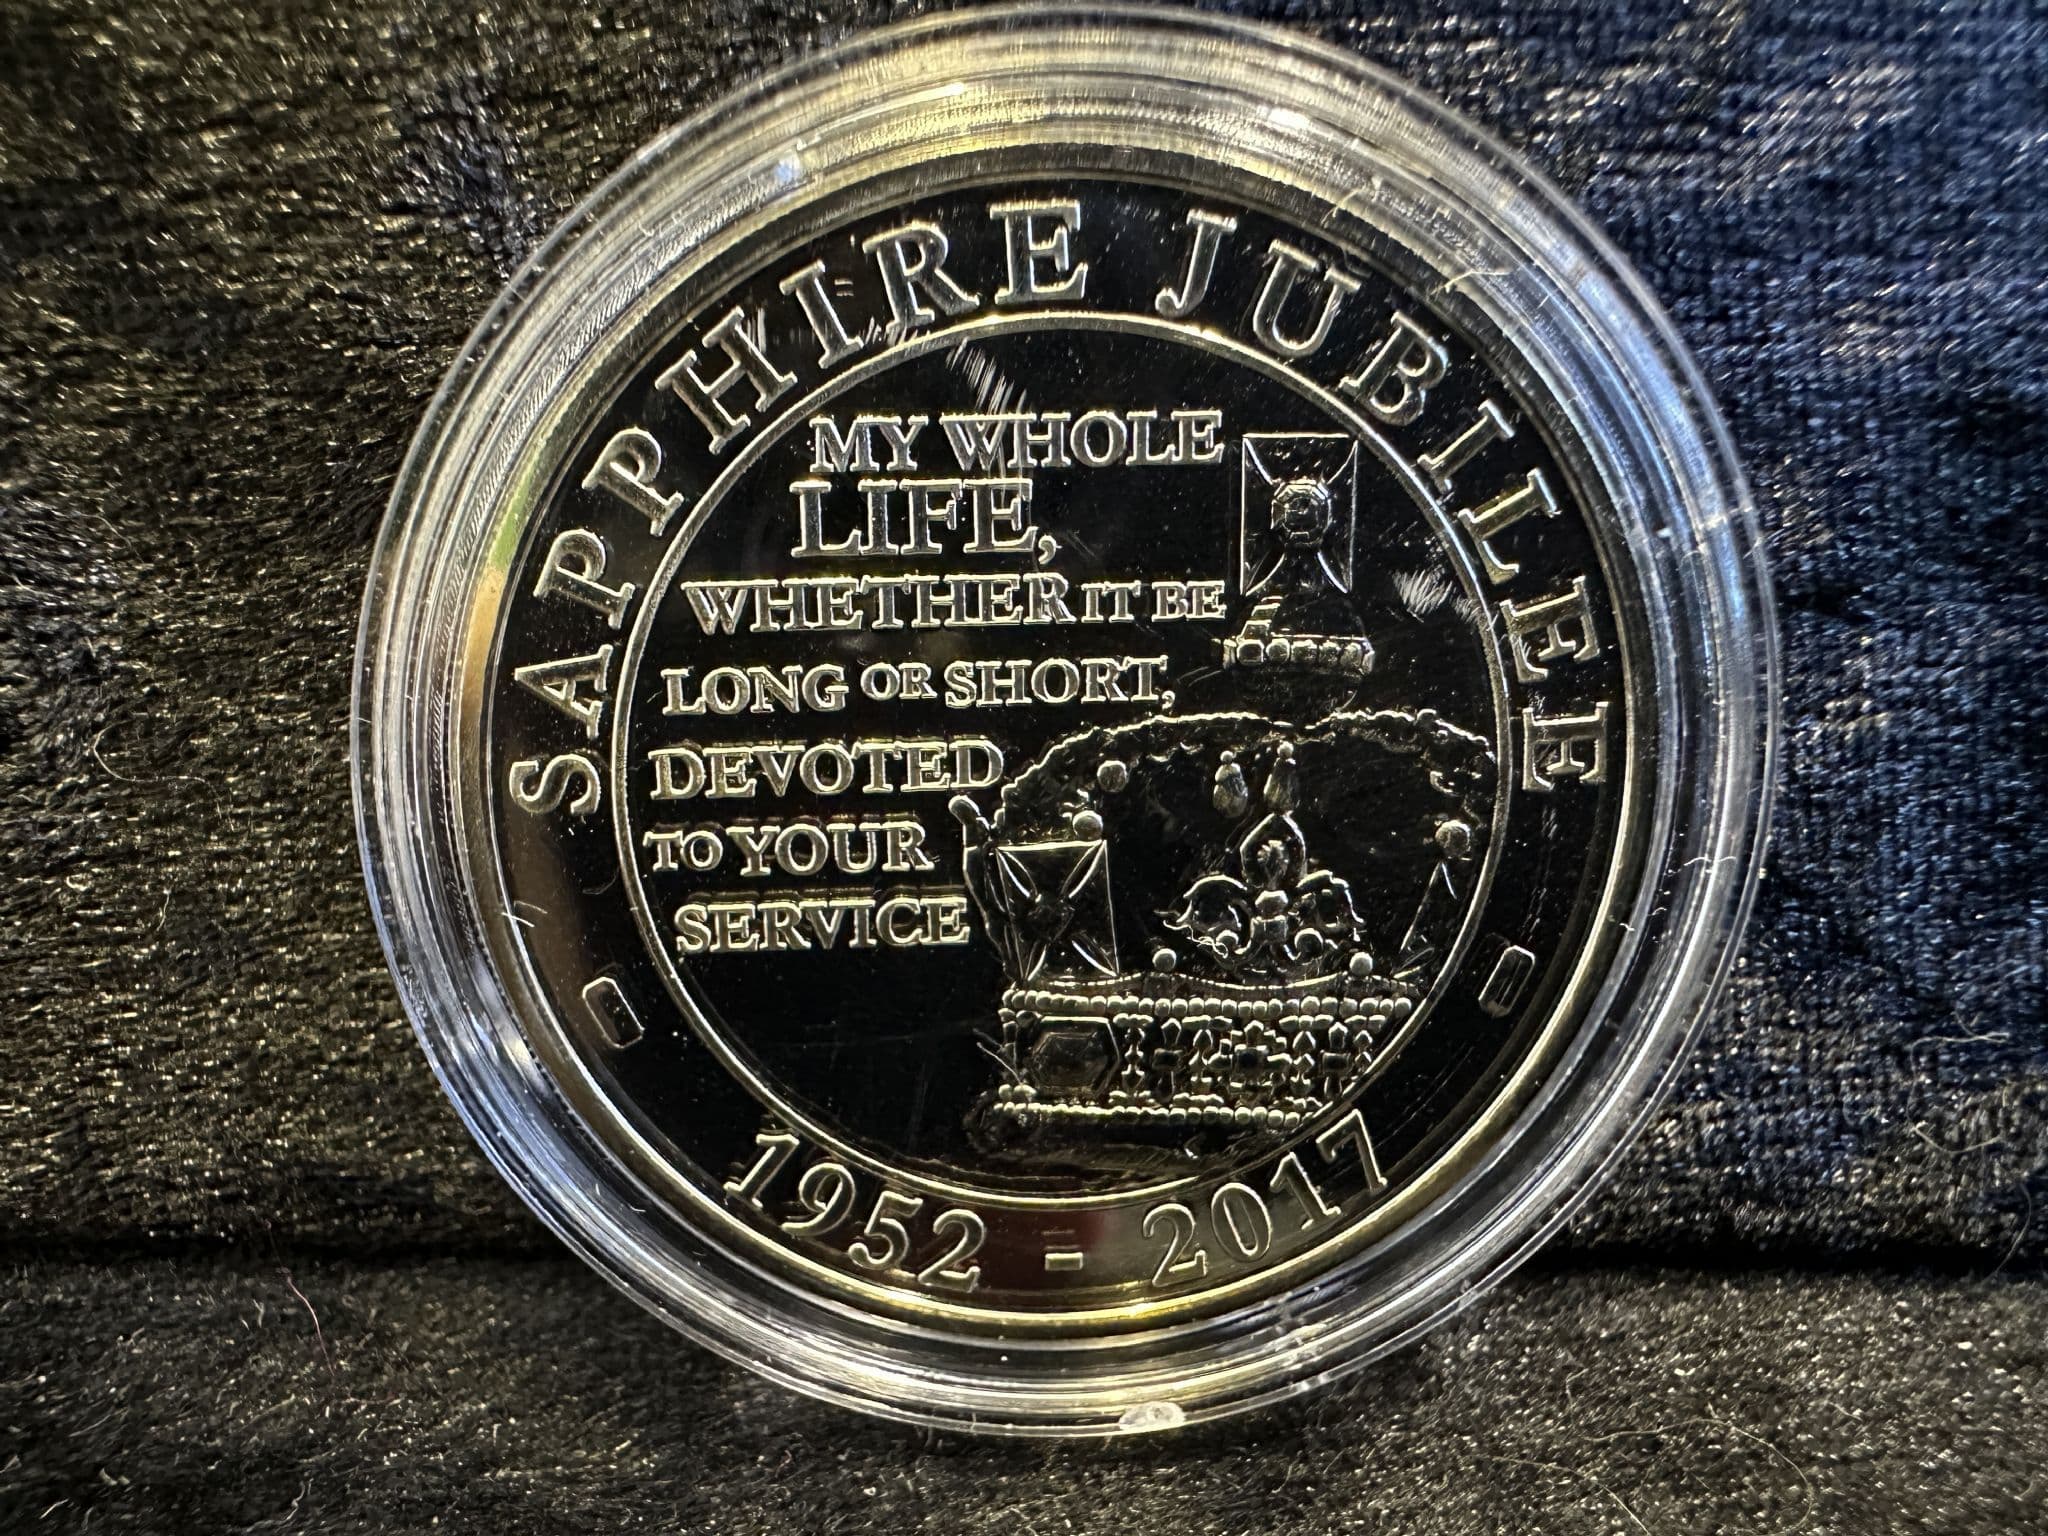 SAPPHIRE JUBILEE
MY WHOLE
LIFE,
WHETHER IT BE
LONG OR SHORT,
DEVOTED
TO YOUR
SERVICE
1952 - 2017